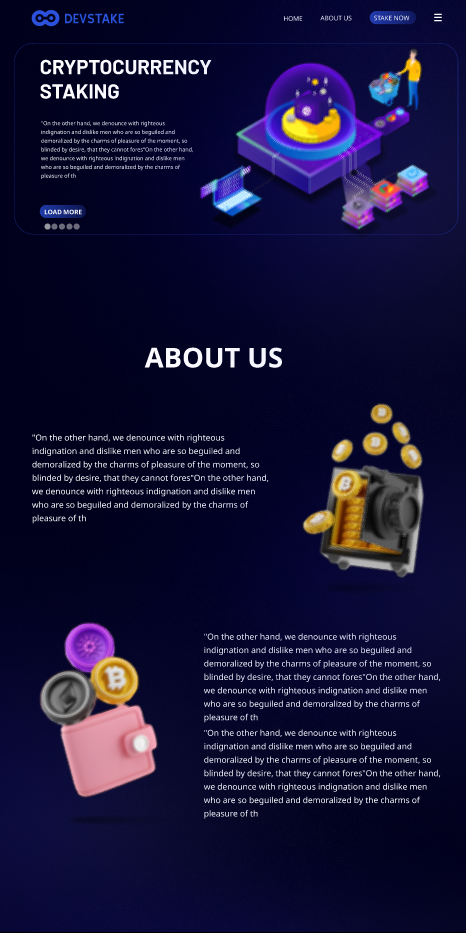 DEVSTAKE
HOME
ABOUT US
STAKE NOW
CRYPTOCURRENCY
STAKING
"On the other hand, we denounce with righteous
indignation and dislike men who are so beguiled and
demoralized by the charms of pleasure of the moment, so
blinded by desire, that they cannot fores"On the other hand,
we denounce with righteous indignation and dislike men
who are so beguiled and demoralized by the charms of
pleasure of th
LOAD MORE
ABOUT US
"On the other hand, we denounce with righteous
indignation and dislike men who are so beguiled and
demoralized by the charms of pleasure of the moment, so
blinded by desire, that they cannot fores"On the other hand,
we denounce with righteous indignation and dislike men
who are so beguiled and demoralized by the charms of
pleasure of th
"On the other hand, we denounce with righteous
indignation and dislike men who are so beguiled and
demoralized by the charms of pleasure of the moment, so
blinded by desire, that they cannot fores"On the other hand,
we denounce with righteous indignation and dislike men
who are so beguiled and demoralized by the charms of
pleasure of th
"On the other hand, we denounce with righteous
indignation and dislike men who are so beguiled and
demoralized by the charms of pleasure of the moment, so
blinded by desire, that they cannot fores"On the other hand,
we denounce with righteous indignation and dislike men
who are so beguiled and demoralized by the charms of
pleasure of th